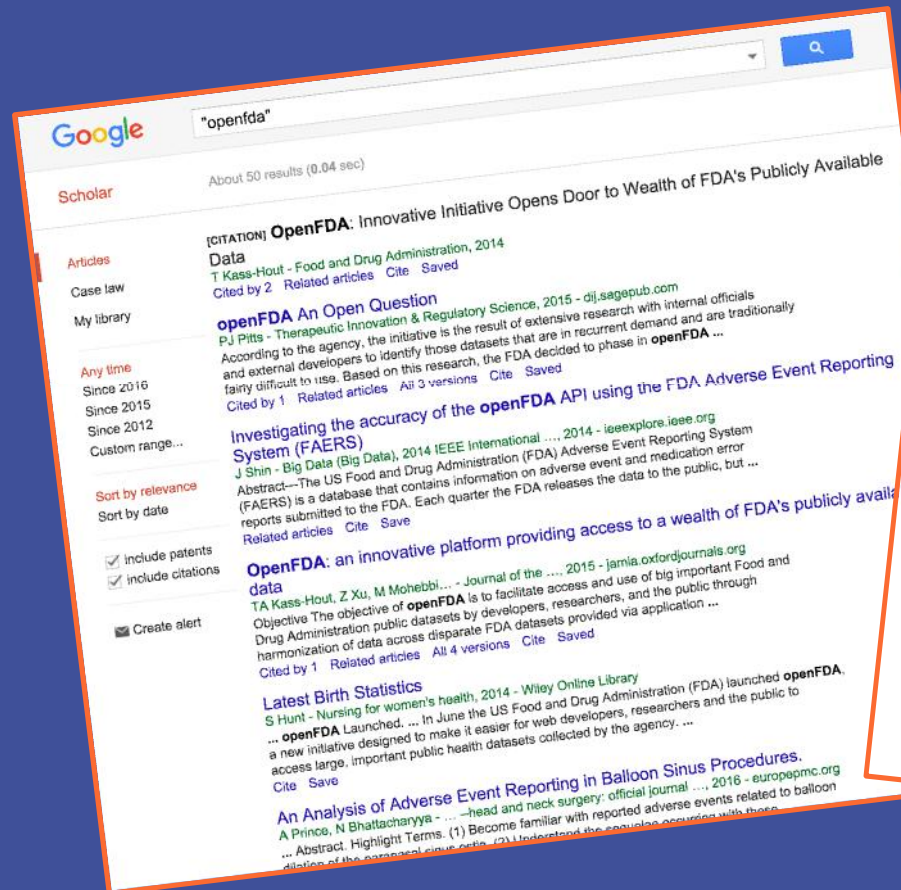 Google
"openfda"
Scholar
About 50 results (0.04 sec)
Articles
Case law
My library
Any time
Since 2016
Since 2015
Since 2012
Custom range...
Sort by relevance
Sort by date
include patents
include citations
Create alert
[CITATION] OpenFDA: Innovative Initiative Opens Door to Wealth of FDA's Publicly Available
Data
T Kass-Hout - Food and Drug Administration, 2014
Cited by 2 Related articles Cite Saved
openFDA An Open Question
PJ Pitts - Therapeutic Innovation & Regulatory Science, 2015 - dij.sagepub.com
According to the agency, the initiative is the result of extensive research with internal officials
and external developers to identify those datasets that are in recurrent demand and are traditionally
fairly difficult to use. Based on this research, the FDA decided to phase in openFDA ...
Cited by 1 Related articles All 3 versions Cite Saved
Investigating the accuracy of the openFDA API using the FDA Adverse Event Reporting
System (FAERS)
J Shin - Big Data (Big Data), 2014 IEEE International ..., 2014 - ieeexplore.ieee.org
Abstract—The US Food and Drug Administration (FDA) Adverse Event Reporting System
(FAERS) is a database that contains information on adverse event and medication error
reports submitted to the FDA. Each quarter the FDA releases the data to the public, but ...
Related articles Cite Save
OpenFDA: an innovative platform providing access to a wealth of FDA's publicly
data
TA Kass-Hout, Z Xu, M Mohebbi... - Journal of the ..., 2015 - jamia.oxfordjournals.org
Objective The objective of openFDA is to facilitate access and use of big important Food and
Drug Administration public datasets by developers, researchers, and the public through
harmonization of data across disparate FDA datasets provided via application ...
Cited by 1 Related articles All 4 versions Cite Saved
Latest Birth Statistics
S Hunt - Nursing for women's health, 2014 - Wiley Online Library
... openFDA Launched. ... In June the US Food and Drug Administration (FDA) launched openFDA,
a new initiative designed to make it easier for web developers, researchers and the public to
access large, important public health datasets collected by the agency. ...
Cite Save
An Analysis of Adverse Event Reporting in Balloon Sinus Procedures.
A Prince, N Bhattacharyya - ... –head and neck surgery: official journal ..., 2016 - europepmc.org
... Abstract. Highlight Terms. (1) Become familiar with reported adverse events related to balloon
dilation of the paranasal sinus ostia. (2) Understand the sequelae occurring with these